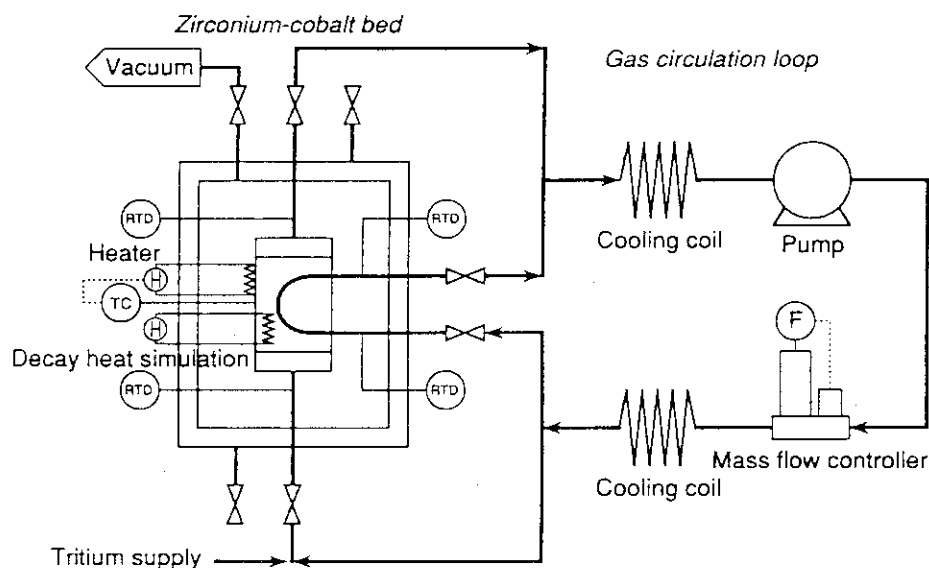 Zirconium-cobalt bed
Vacuum
Gas circulation loop
RTD
RTD
Heater
H
TC
H
Decay heat simulation
RTD
RTD
Cooling coil
Pump
F
Mass flow controller
Cooling coil
Tritium supply